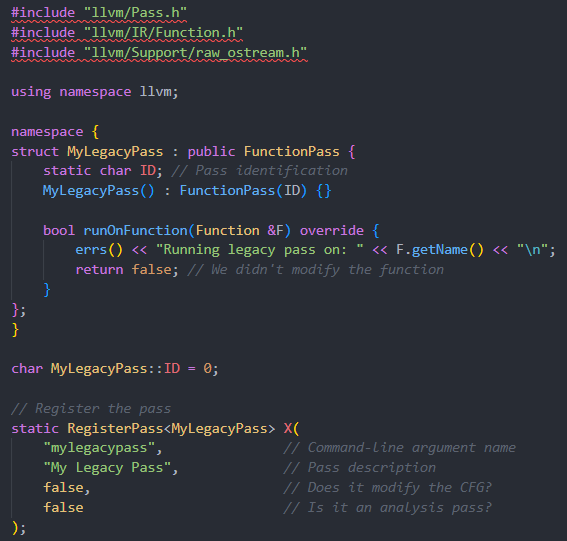 #include "llvm/Pass.h"
#include "llvm/IR/Function.h"
#include "llvm/Support/raw_ostream.h"

using namespace llvm;

namespace {
struct MyLegacyPass : public FunctionPass {
    static char ID; // Pass identification
    MyLegacyPass() : FunctionPass(ID) {}

    bool runOnFunction(Function &F) override {
        errs() << "Running legacy pass on: " << F.getName() << "\n";
        return false; // We didn't modify the function
    }
};
}

char MyLegacyPass::ID = 0;

// Register the pass
static RegisterPass<MyLegacyPass> X(
    "mylegacypass",               // Command-line argument name
    "My Legacy Pass",             // Pass description
    false,                        // Does it modify the CFG?
    false                         // Is it an analysis pass?
);